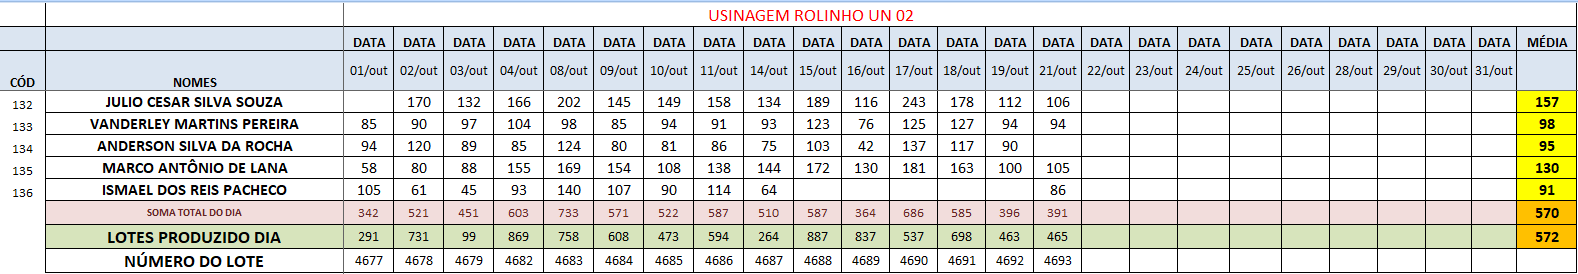 USINAGEM ROLINHO UN 02
DATA DATA DATA DATA DATA DATA DATA DATA DATA DATA DATA DATA DATA DATA DATA DATA DATA DATA DATA DATA DATA DATA DATA DATA MÉDIA
CÓD NOMES 01/out 02/out 03/out 04/out 08/out 09/out 10/out 11/out 14/out 15/out 16/out 17/out 18/out 19/out 21/out 22/out 23/out 24/out 25/out 26/out 28/out 29/out 30/out 31/out
132 JULIO CESAR SILVA SOUZA 170 132 166 202 145 149 158 134 189 116 243 178 112 106 157
133 VANDERLEY MARTINS PEREIRA 85 90 97 104 98 85 94 91 93 123 76 125 127 94 94 98
134 ANDERSON SILVA DA ROCHA 94 120 89 85 124 80 81 86 75 103 42 137 117 90 95
135 MARCO ANTÔNIO DE LANA 58 80 88 155 169 154 108 138 144 172 130 181 163 100 105 130
136 ISMAEL DOS REIS PACHECO 105 61 45 93 140 107 90 114 64 86 91
SOMA TOTAL DO DIA 342 521 451 603 733 571 522 587 510 587 364 686 585 396 391 570
LOTES PRODUZIDO DIA 291 731 99 869 758 608 473 594 264 887 837 537 698 463 465 572
NÚMERO DO LOTE 4677 4678 4679 4682 4683 4684 4685 4686 4687 4688 4689 4690 4691 4692 4693